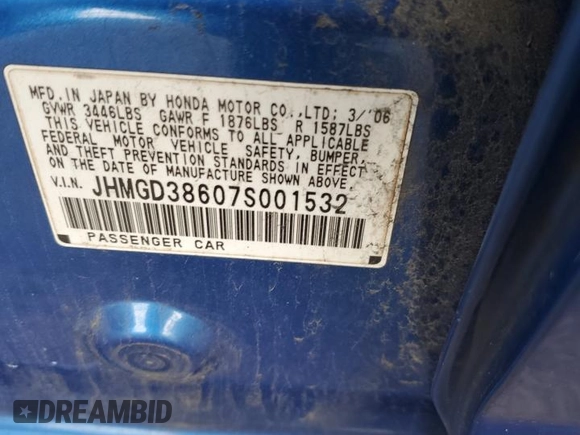 MFD. IN JAPAN BY HONDA MOTOR CO.,LTD; 3/'06
GVWR 3446LBS GAWR F 1876LBS R 1587LBS
THIS VEHICLE CONFORMS TO ALL APPLICABLE
FEDERAL MOTOR VEHICLE SAFETY, BUMPER,
AND THEFT PREVENTION STANDARDS IN EFFECT
ON THE DATE OF MANUFACTURE SHOWN ABOVE.
V.I.N. JHMGD38607S001532
PASSENGER CAR
DREAMBID